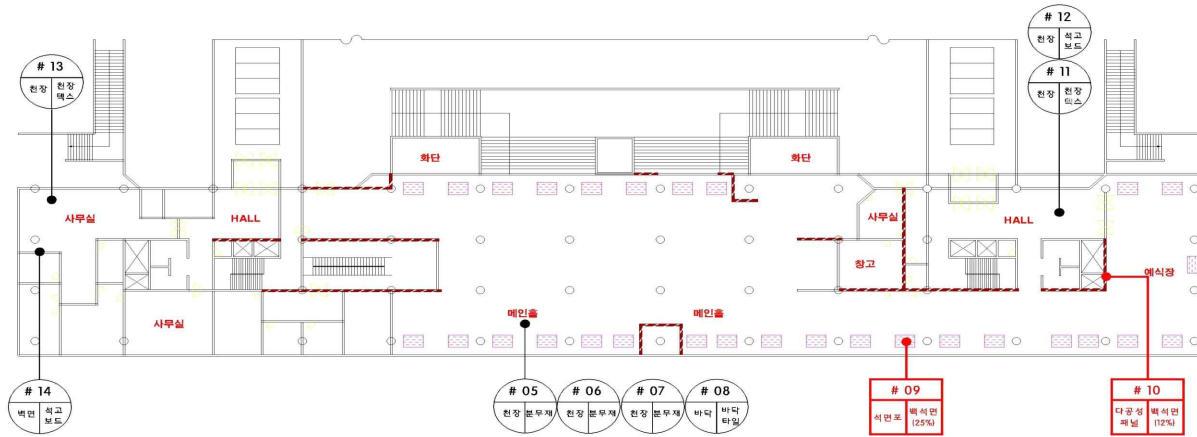 # 12
천장 석고
보드
# 13
천장 천장
텍스
# 11
천장 천장
텍스
화단
화단
사무실
HALL
사무실
HALL
창고
예식장
사무실
메인홀
메인홀
# 14
벽면 석고
보드
# 05
천장 분무재
# 06
천장 분무재
# 07
천장 분무재
# 08
바닥 바닥
타일
# 09
석면포 백석면
(25%)
# 10
다공성
패널 백석면
(12%)